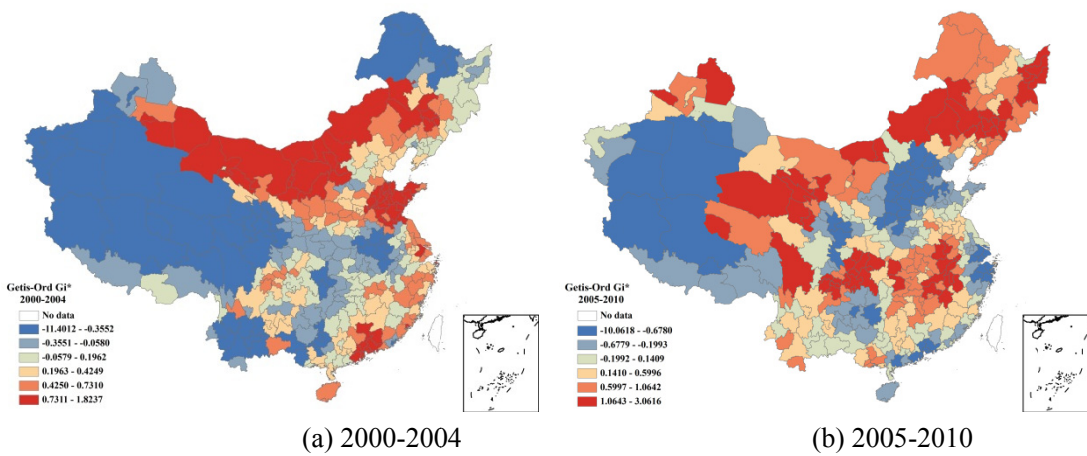 Getis-Ord Gi*
2000-2004
No data
-11.4012 - -0.3552
-0.3551 - -0.0580
-0.0579 - 0.1962
0.1963 - 0.4249
0.4250 - 0.7310
0.7311 - 1.8237
(a) 2000-2004
Getis-Ord Gi*
2005-2010
No data
-10.0618 - -0.6780
-0.6779 - -0.1993
-0.1992 - 0.1409
0.1410 - 0.5996
0.5997 - 1.0642
1.0643 - 3.0616
(b) 2005-2010